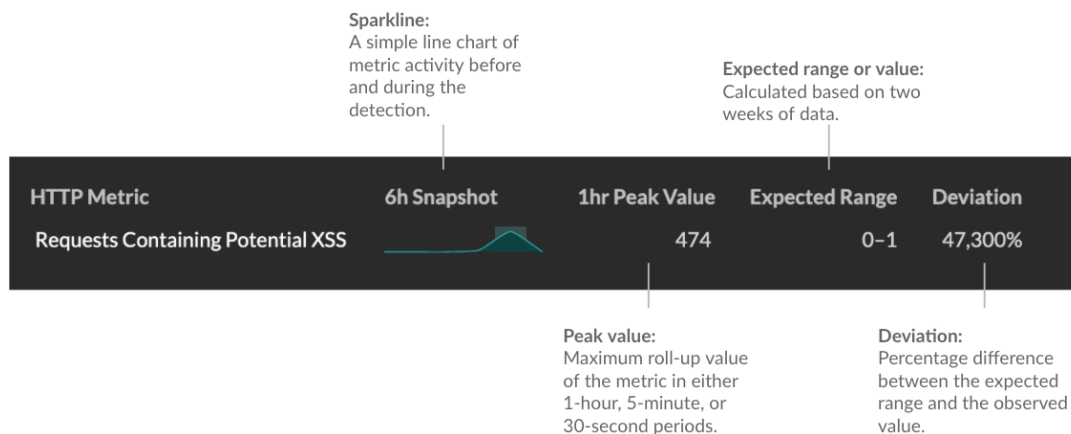 Sparkline:
A simple line chart of
metric activity before
and during the
detection.
Expected range or value:
Calculated based on two
weeks of data.
HTTP Metric 6h Snapshot 1hr Peak Value Expected Range Deviation
Requests Containing Potential XSS 474 0–1 47,300%
Peak value:
Maximum roll-up value
of the metric in either
1-hour, 5-minute, or
30-second periods.
Deviation:
Percentage difference
between the expected
range and the observed
value.